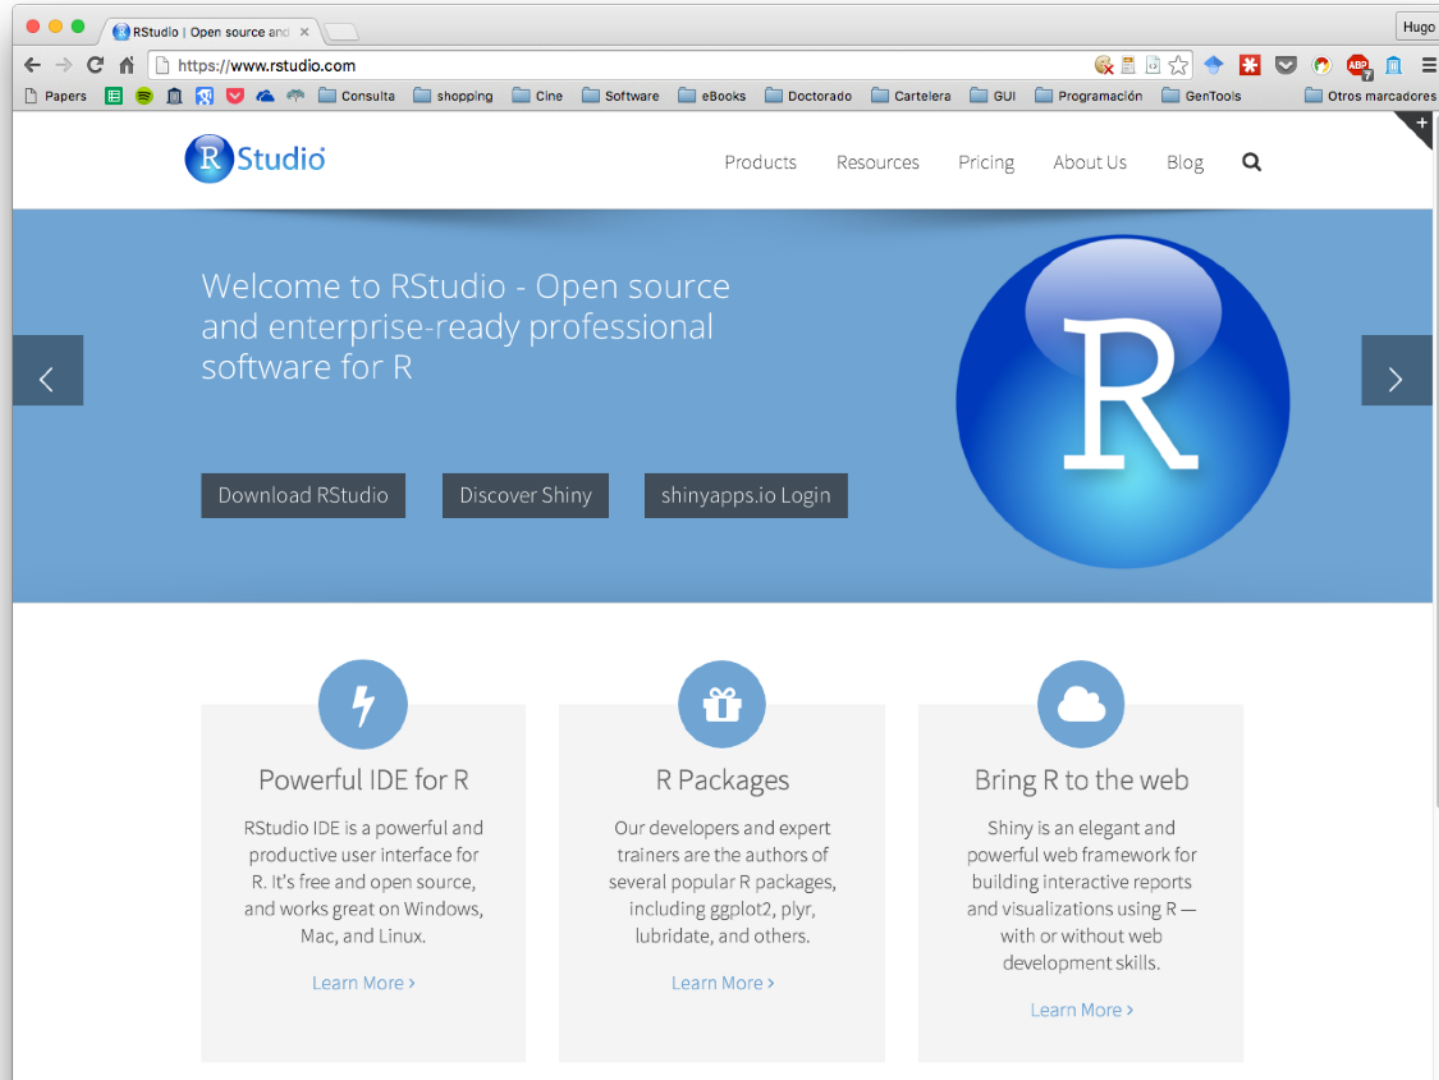 RStudio | Open source and
Hugo
https://www.rstudio.com
ABP
7
Papers
Consulta
shopping
Cine
Software
eBooks
Doctorado
Cartelera
GUI
Programación
GenTools
Otros marcadores
R Studio
Products
Resources
Pricing
About Us
Blog
+
Welcome to RStudio - Open source
and enterprise-ready professional
software for R
R
Download RStudio
Discover Shiny
shinyapps.io Login
Powerful IDE for R
RStudio IDE is a powerful and
productive user interface for
R. It's free and open source,
and works great on Windows,
Mac, and Linux.
Learn More >
R Packages
Our developers and expert
trainers are the authors of
several popular R packages,
including ggplot2, plyr,
lubridate, and others.
Learn More >
Bring R to the web
Shiny is an elegant and
powerful web framework for
building interactive reports
and visualizations using R —
with or without web
development skills.
Learn More >